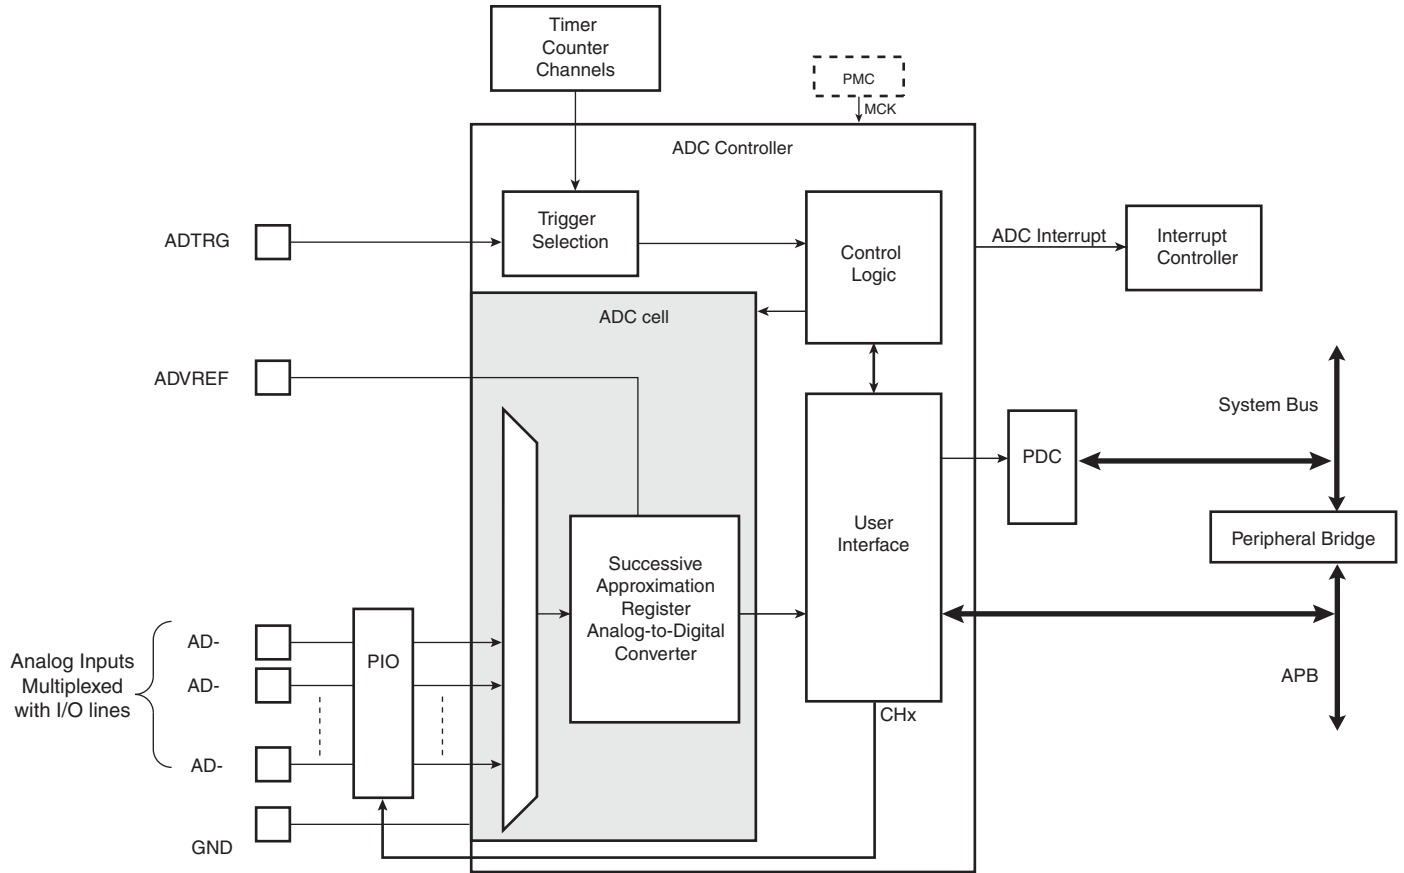 Timer
Counter
Channels
PMC
MCK
ADC Controller
ADTRG
Trigger
Selection
Control
Logic
ADC Interrupt
Interrupt
Controller
ADC cell
ADVREF
System Bus
PDC
User
Interface
Peripheral Bridge
Successive
Approximation
Register
Analog-to-Digital
Converter
Analog Inputs
Multiplexed
with I/O lines
AD-
AD-
AD-
PIO
APB
CHx
GND